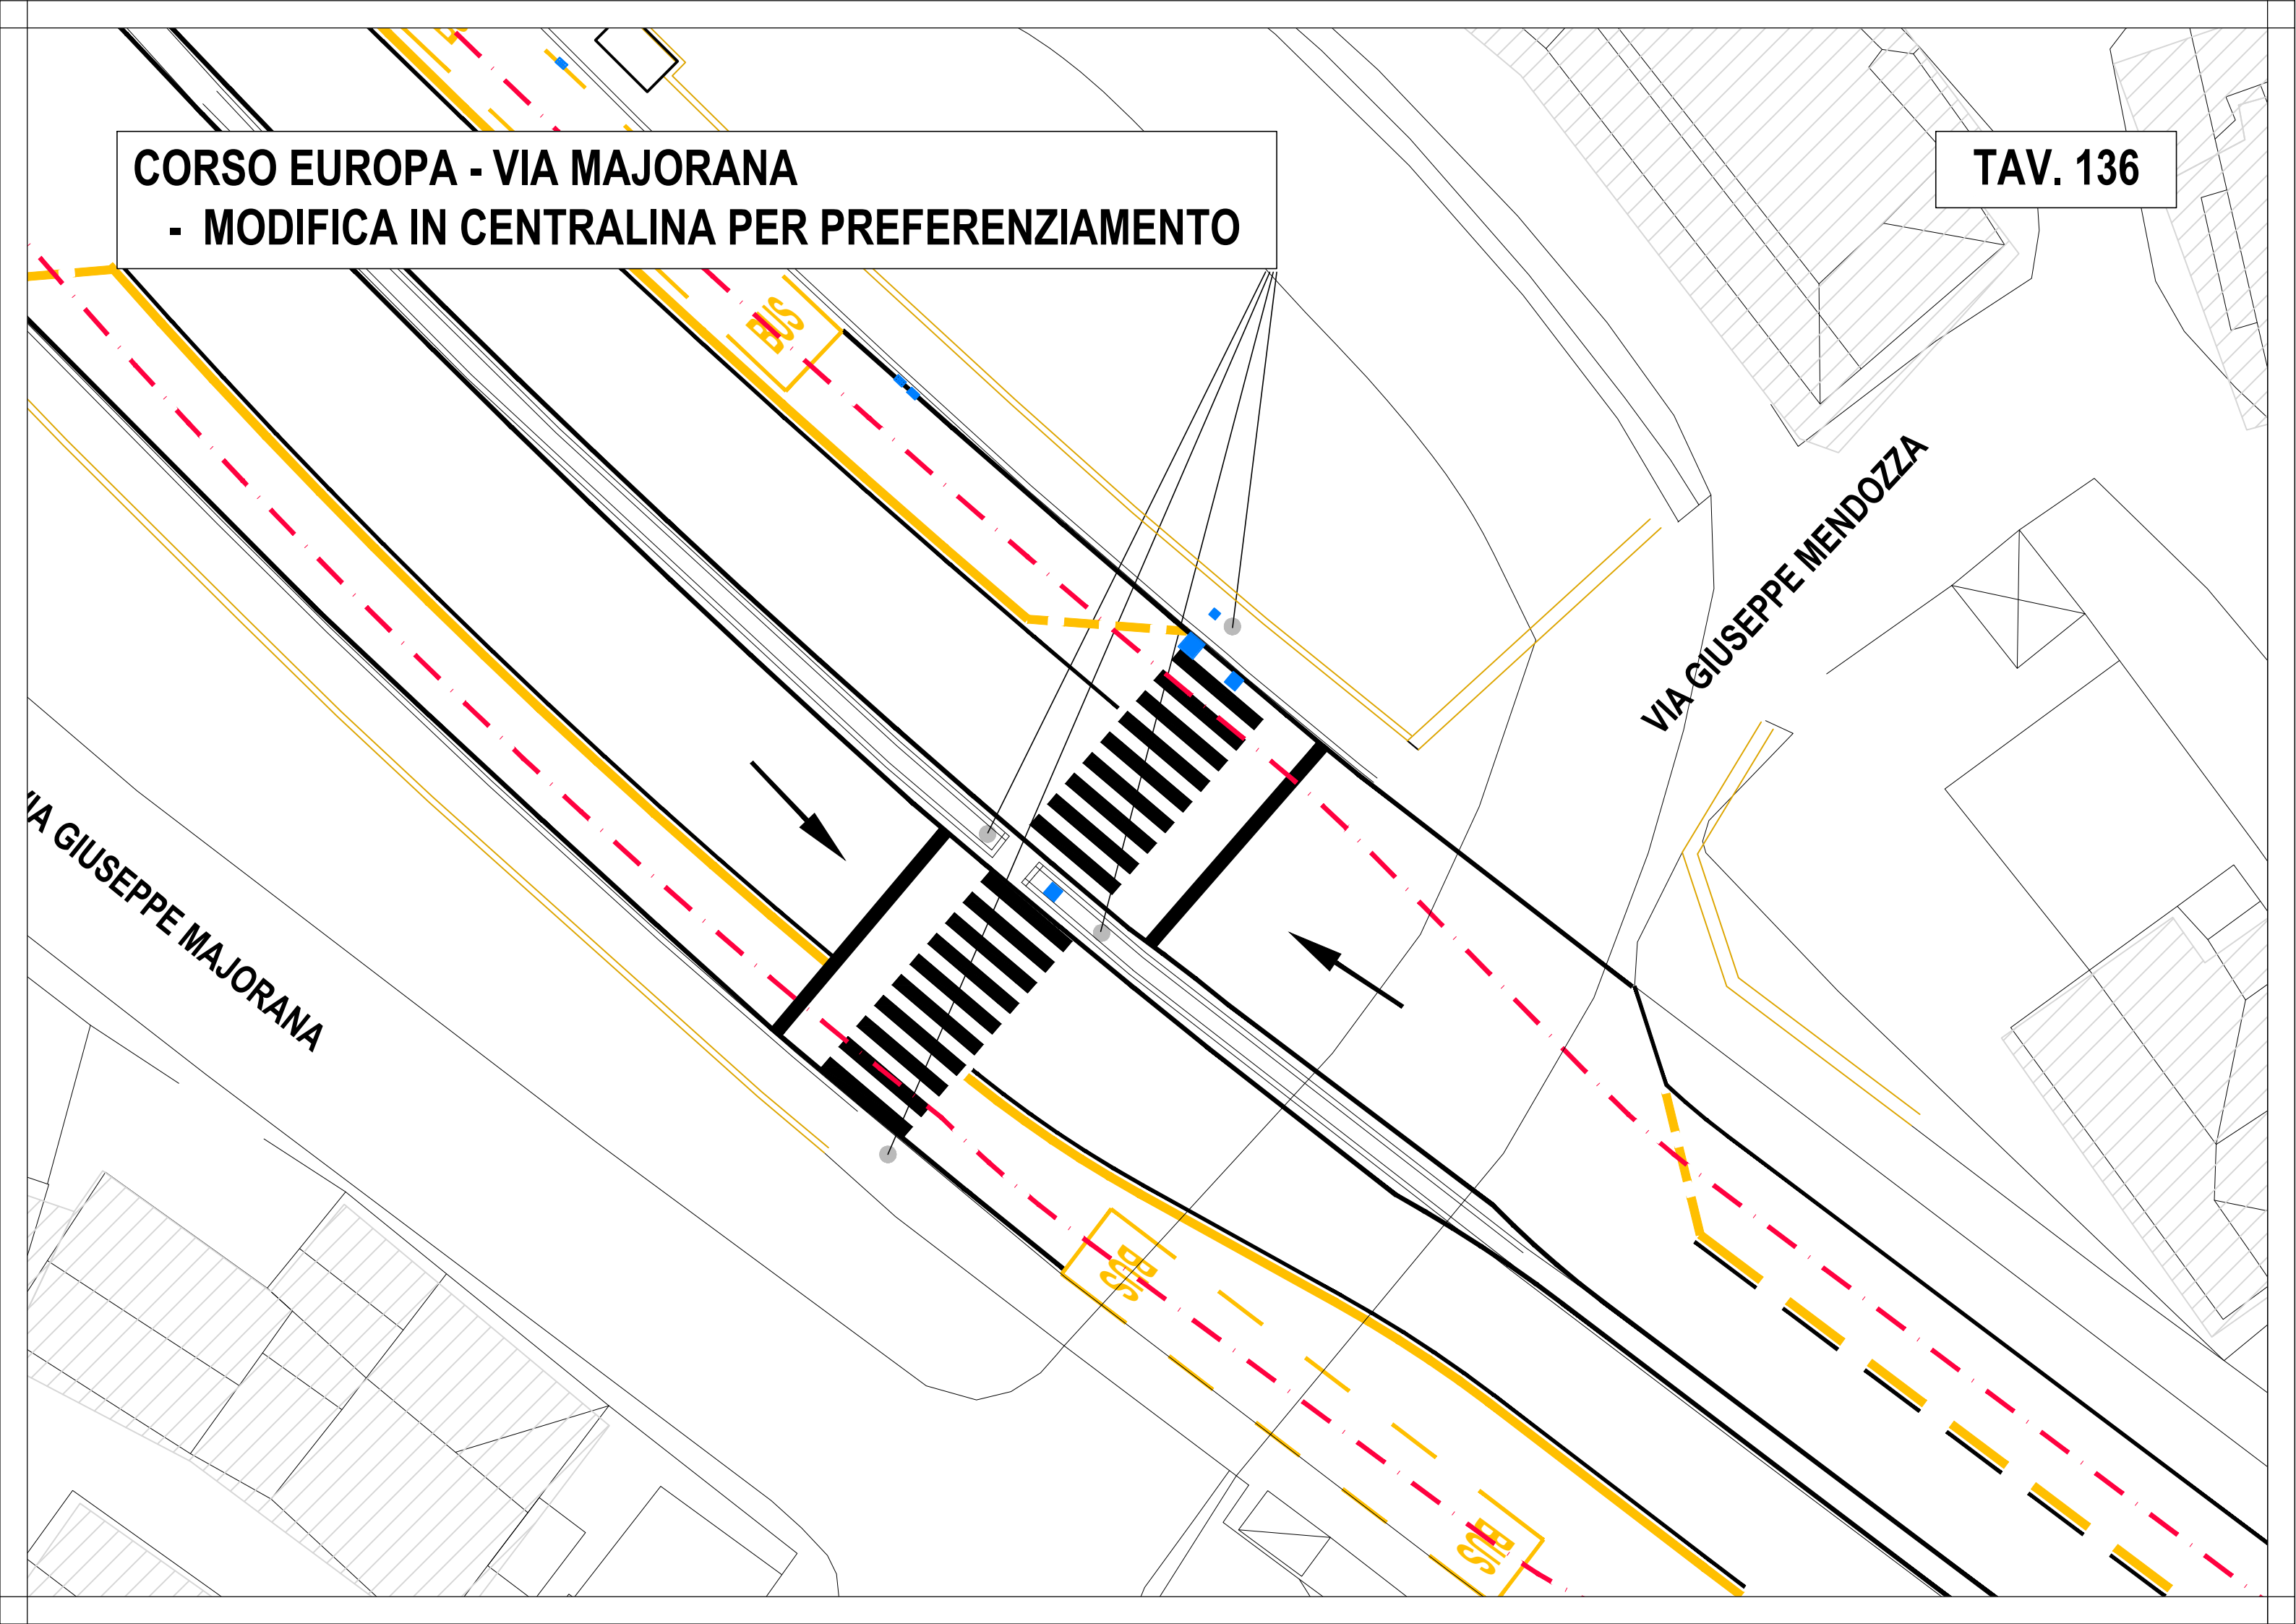 CORSO EUROPA - VIA MAJORANA
- MODIFICA IN CENTRALINA PER PREFERENZIAMENTO
TAV. 136
BUS
VIA GIUSEPPE MENDOZZA
VIA GIUSEPPE MAJORANA
BUS
BUS